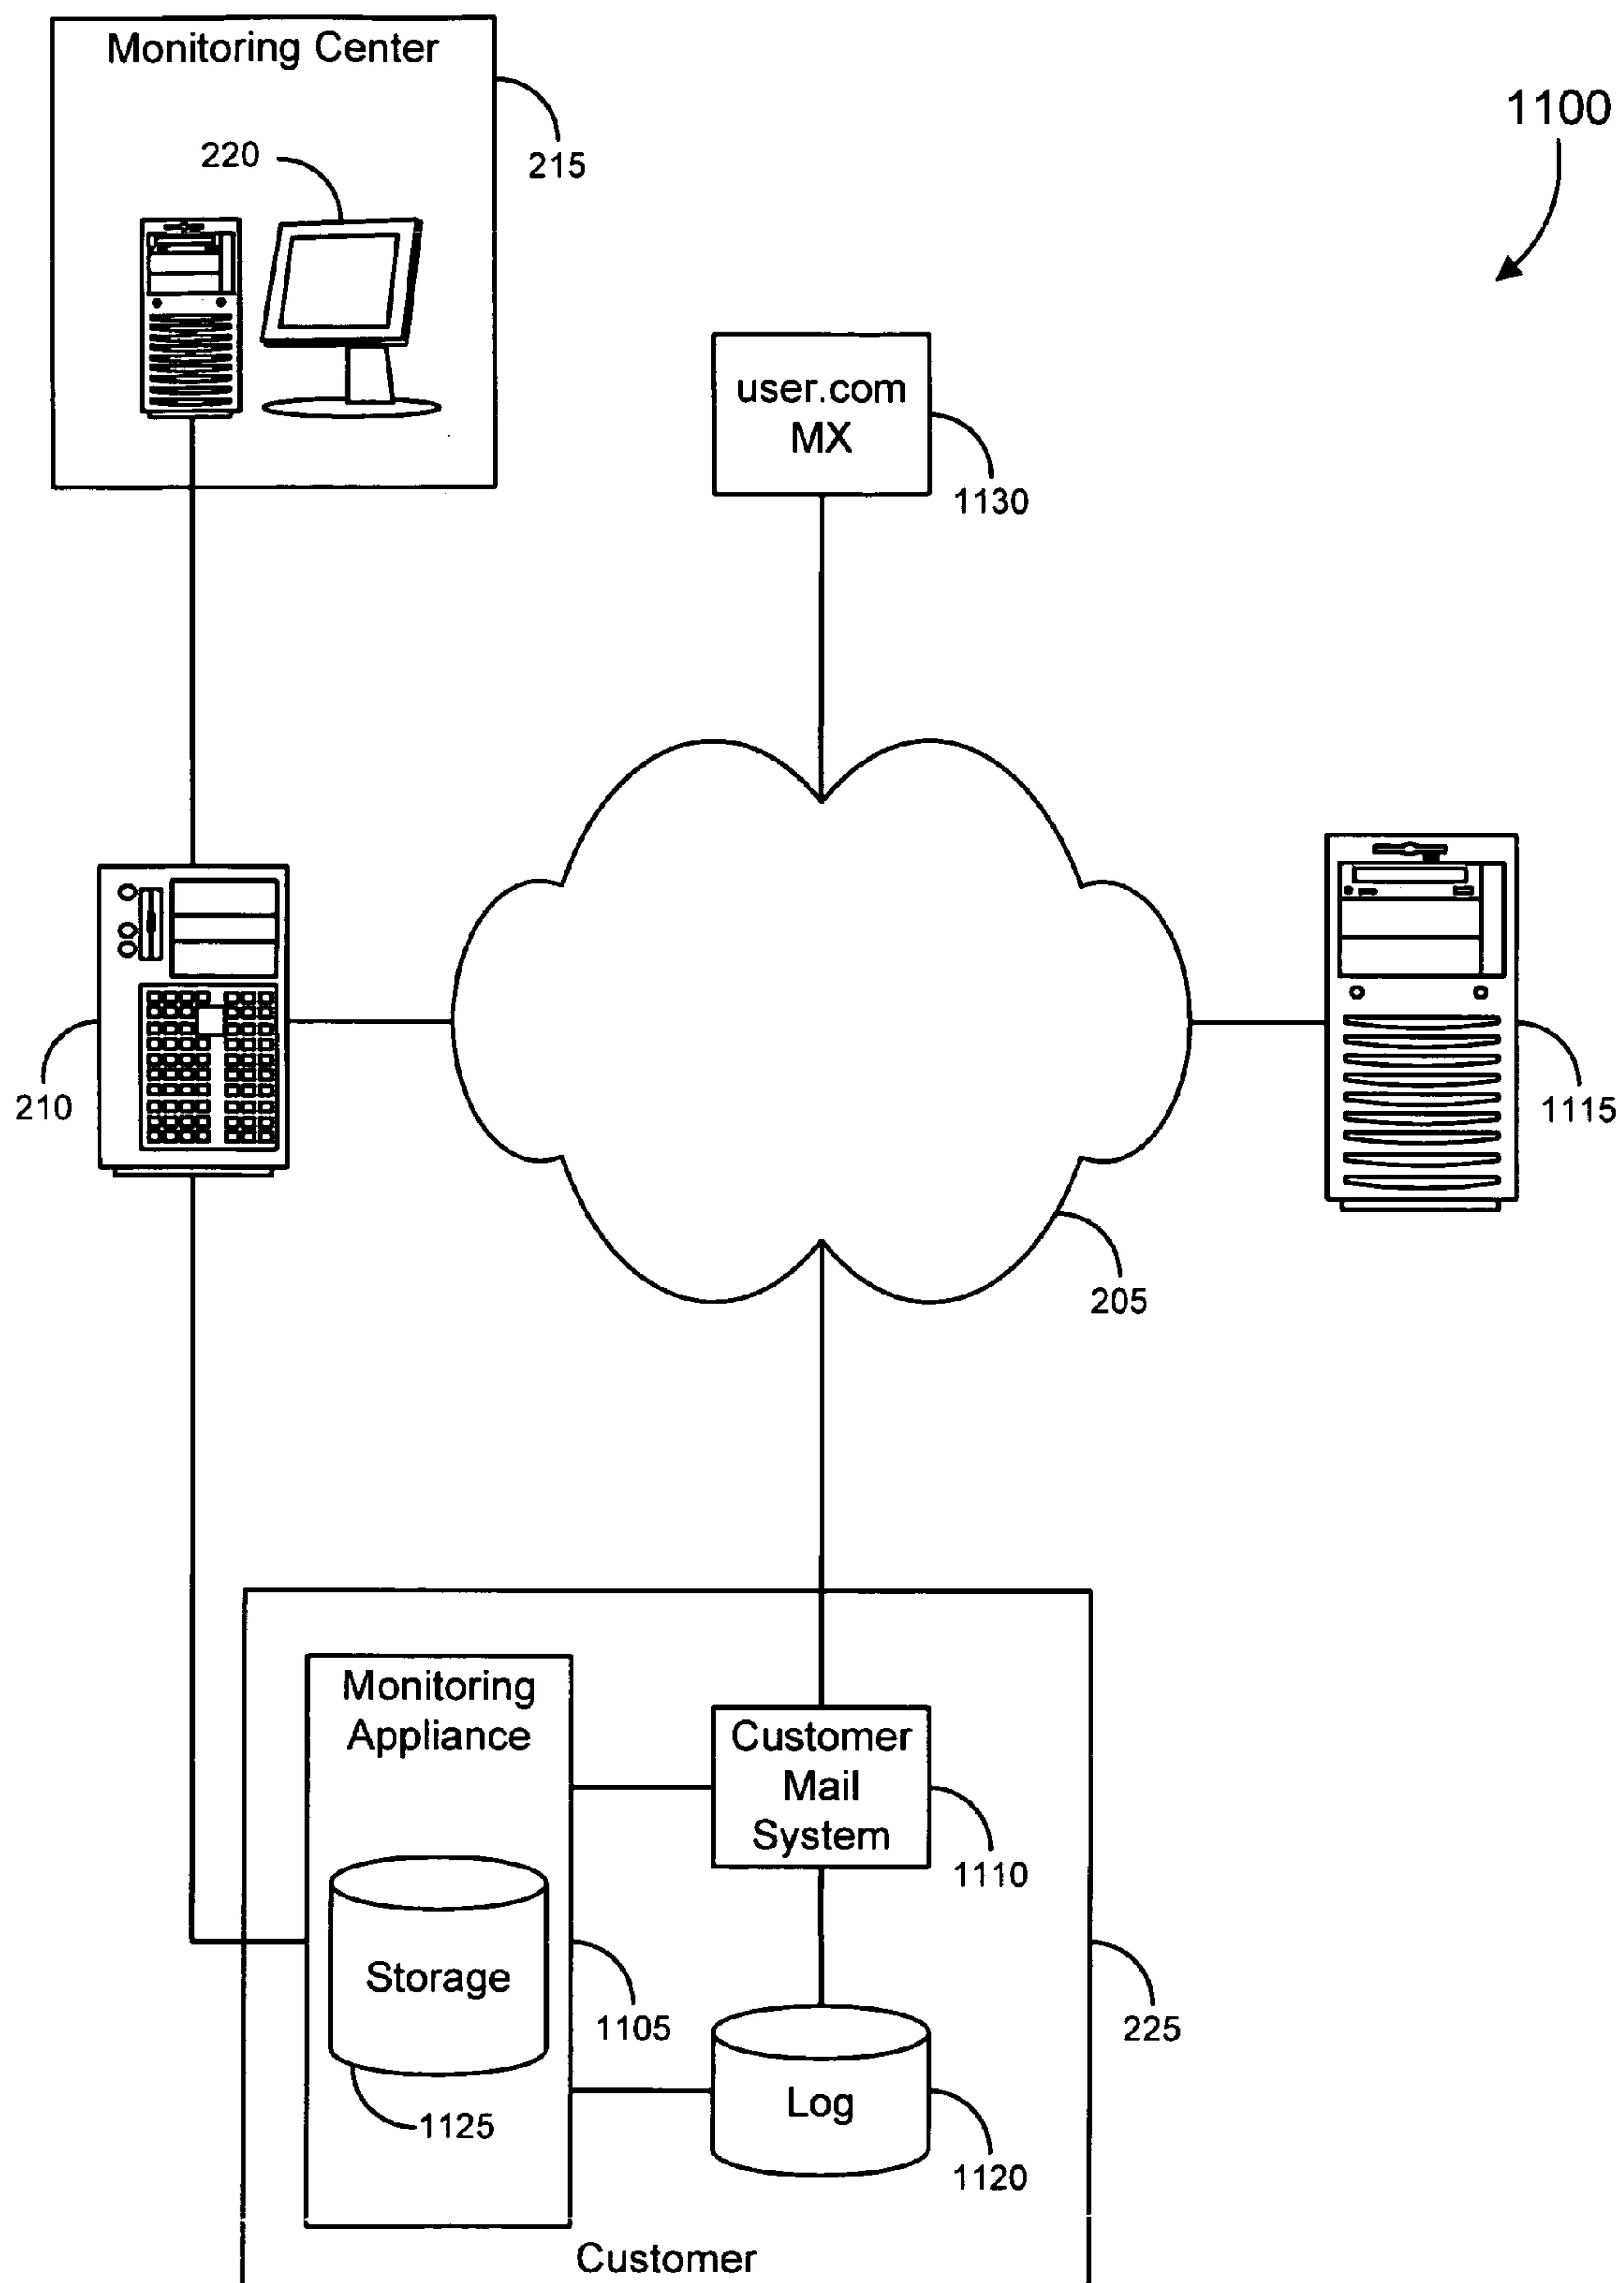 Monitoring Center
1100
220
215
user.com
MX
1130
210
1115
205
Monitoring
Appliance
Customer
Mail
System
1110
Storage
1105
225
1125
Log
1120
Customer